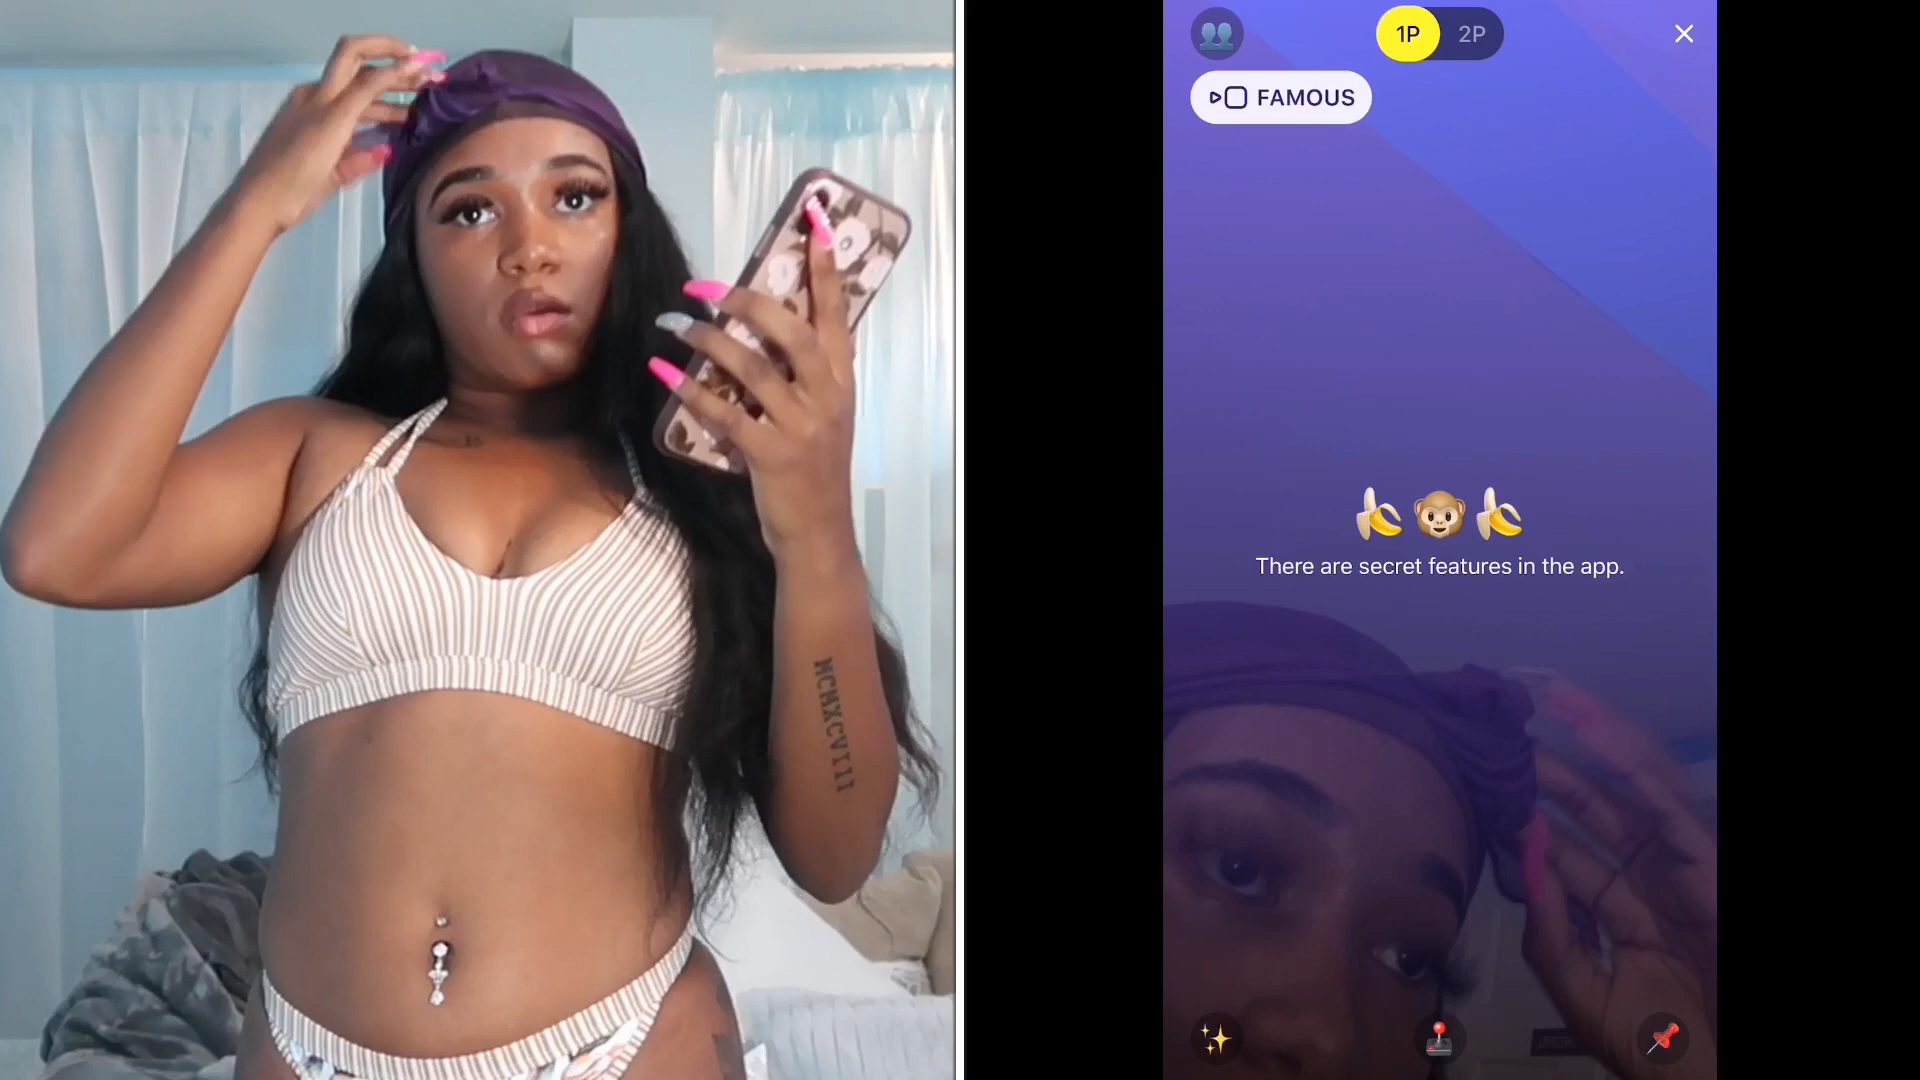 MCMXCVIII
1P 2P
FAMOUS
There are secret features in the app.